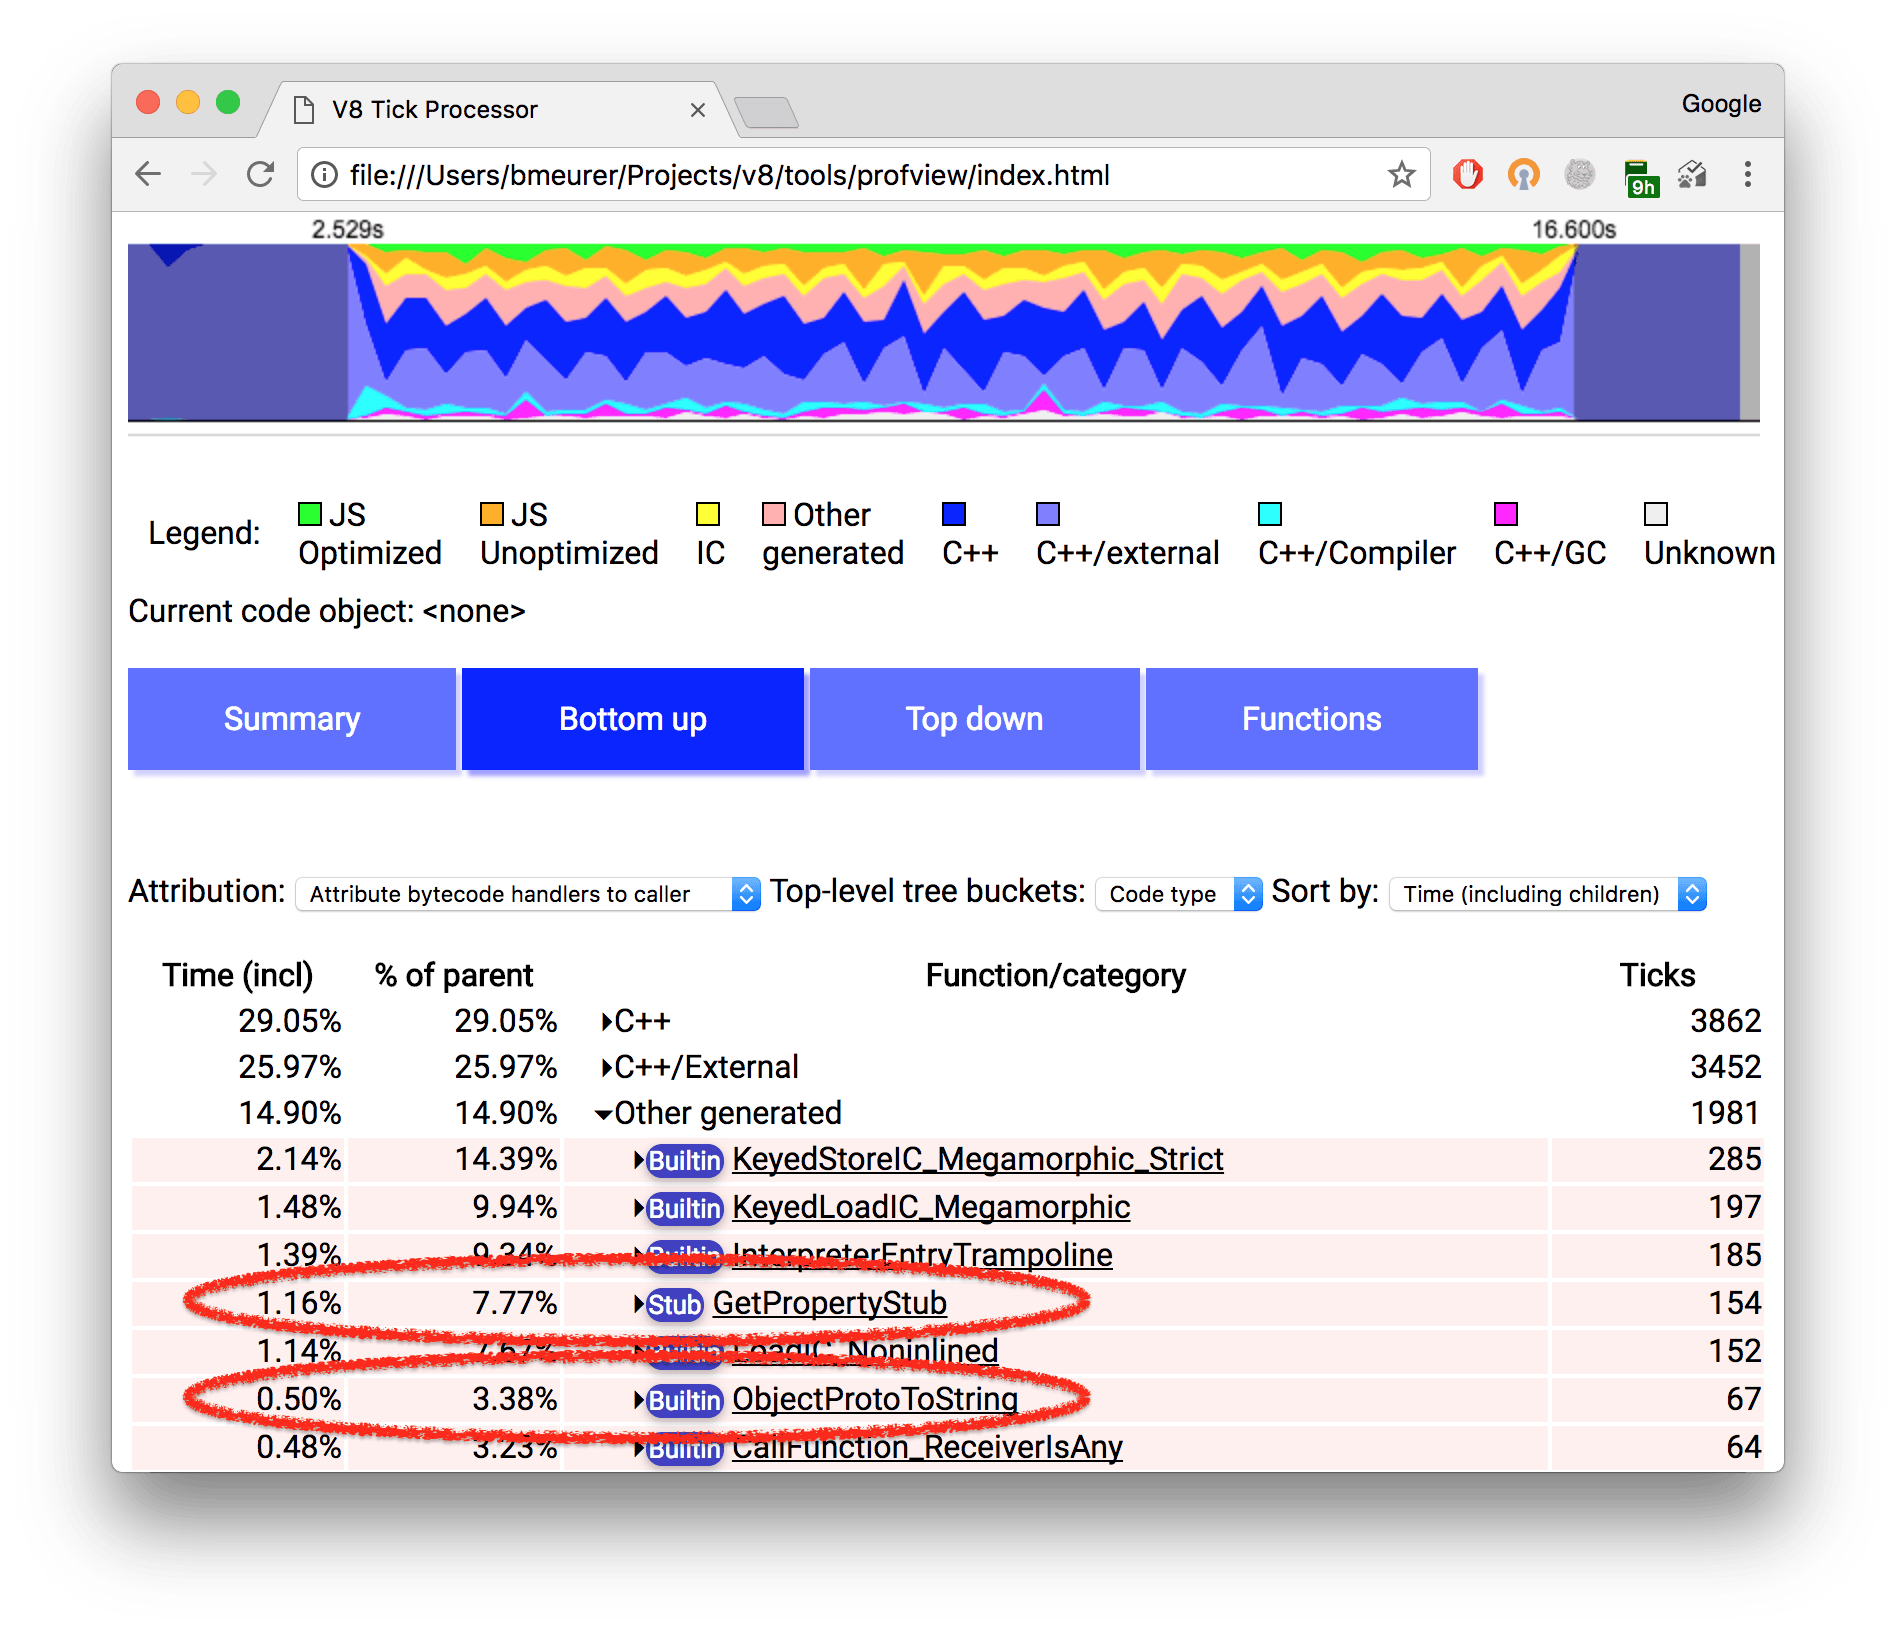 V8 Tick Processor
Google
file:///Users/bmeurer/Projects/v8/tools/profview/index.html
9h
2.529s 16.600s
Legend:
JS Optimized
JS Unoptimized
IC
Other generated
C++
C++/external
C++/Compiler
C++/GC
Unknown
Current code object: <none>
Summary Bottom up Top down Functions
Attribution: Attribute bytecode handlers to caller Top-level tree buckets: Code type Sort by: Time (including children)
Time (incl) % of parent Function/category Ticks
29.05% 29.05% C++ 3862
25.97% 25.97% C++/External 3452
14.90% 14.90% Other generated 1981
2.14% 14.39% Builtin KeyedStoreIC_Megamorphic_Strict 285
1.48% 9.94% Builtin KeyedLoadIC_Megamorphic 197
1.39% 9.34% Builtin InterpreterEntryTrampoline 185
1.16% 7.77% Stub GetPropertyStub 154
1.14% 7.67% Builtin LoadIC_Noninlined 152
0.50% 3.38% Builtin ObjectProtoToString 67
0.48% 3.23% Builtin CallFunction_ReceiverIsAny 64